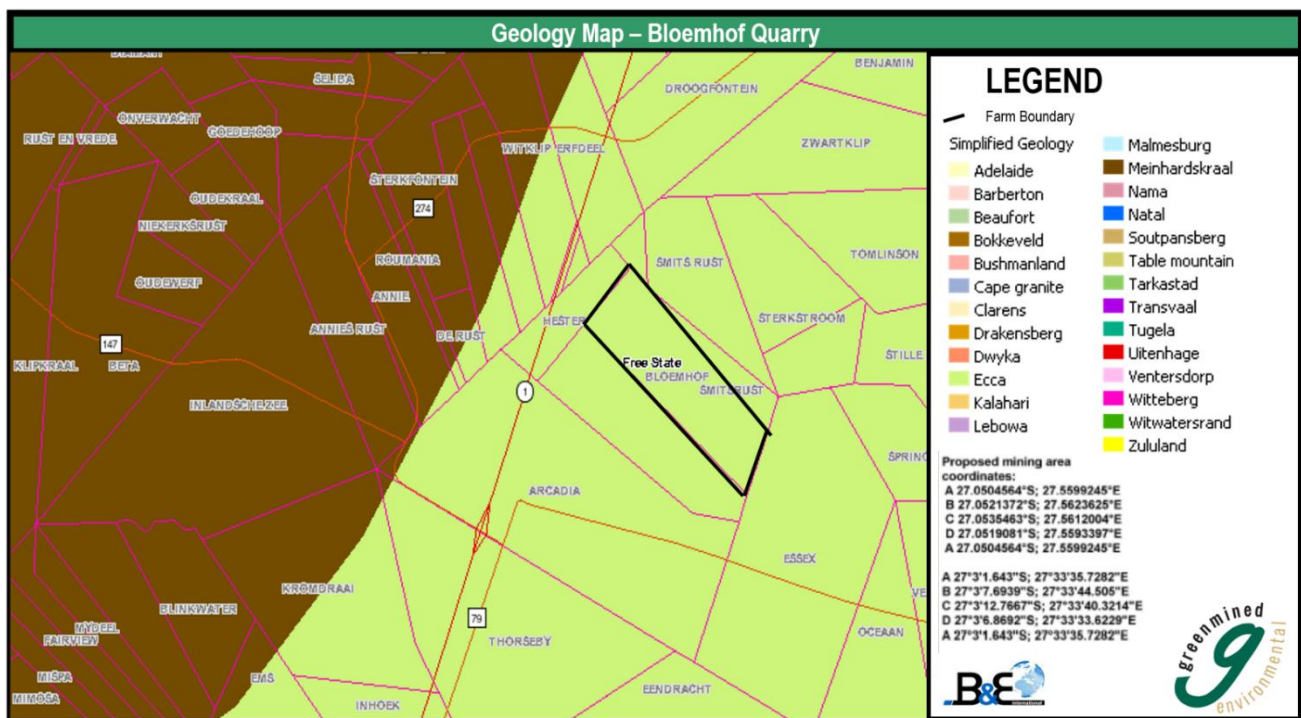 Geology Map – Bloemhof Quarry
SELIBA
DROOGFONTEIN
BENJAMIN
RUST EN VREDE
ONVERWACHT
GOEDEHOOP
WITKLIP ERFDEEL
ZWARTKLIP
STERKFONTEIN
OUDEKRAAL
274
NIEKERKSRUST
ROUMANIA
SMITS RUST
TOMLINSON
OUDEWERF
ANNIE
ANNIES RUST
DE RUST
HESTER
STERKSTROOM
147
KLIPKRAAL
BETA
STILLE
Free State
BLOEMHOF
SMITSRUST
1
INLANDSCHE ZEE
SPRING
ARCADIA
ESSEX
KROMDRAAI
BLINKWATER
VE
79
MYDEEL
FAIRVIEW
THORSEBY
OCEAAN
MISPA
EMS
EENDRACHT
MIMOSA
INHOEK
LEGEND
Farm Boundary
Simplified Geology
Adelaide
Barberton
Beaufort
Bokkeveld
Bushmanland
Cape granite
Clarens
Drakensberg
Dwyka
Ecca
Kalahari
Lebowa
Malmesburg
Meinhardskraal
Nama
Natal
Soutpansberg
Table mountain
Tarkastad
Transvaal
Tugela
Uitenhage
Ventersdorp
Witteberg
Witwatersrand
Zululand
Proposed mining area
coordinates:
A 27.0504564°S; 27.5599245°E
B 27.0521372°S; 27.5623625°E
C 27.0535463°S; 27.5612004°E
D 27.0519081°S; 27.5593397°E
A 27.0504564°S; 27.5599245°E
A 27°3'1.643"S; 27°33'35.7282"E
B 27°3'7.6939"S; 27°33'44.505"E
C 27°3'12.7667"S; 27°33'40.3214"E
D 27°3'6.8692"S; 27°33'33.6229"E
A 27°3'1.643"S; 27°33'35.7282"E
B&E
International
greenmined
environmental